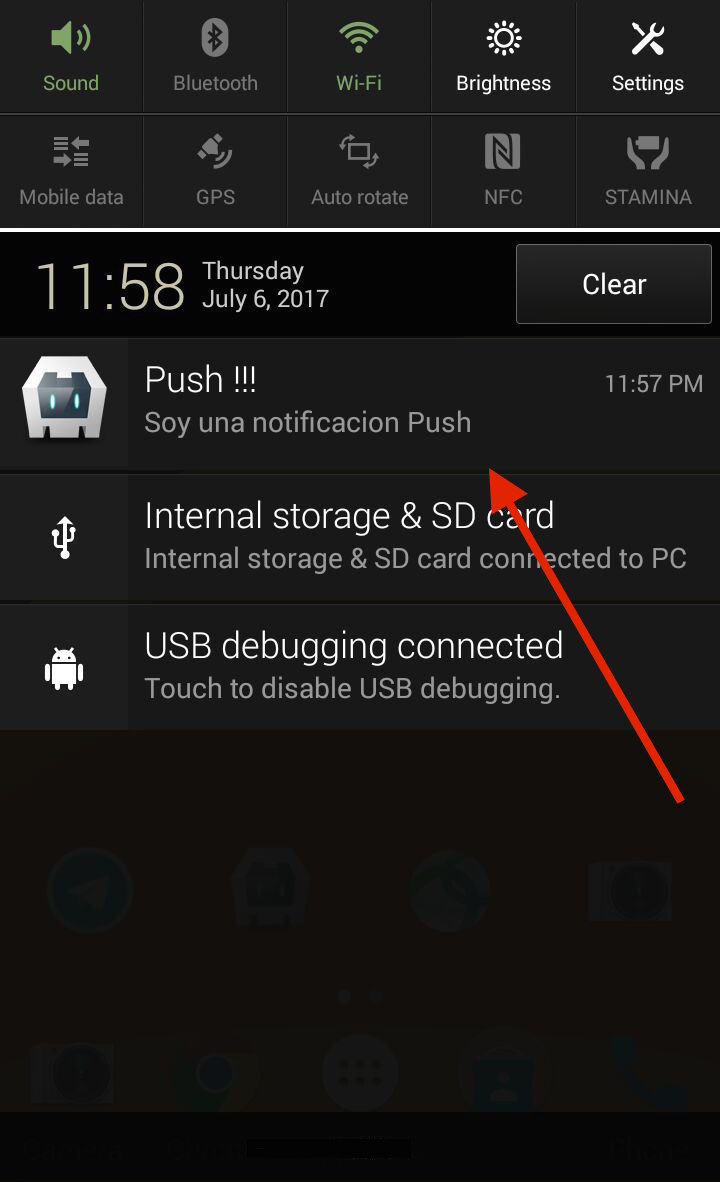 Sound Bluetooth Wi-Fi Brightness Settings
Mobile data GPS Auto rotate NFC STAMINA
11:58 Thursday Clear
July 6, 2017
Push !!! 11:57 PM
Soy una notificacion Push
Internal storage & SD card
Internal storage & SD card connected to PC
USB debugging connected
Touch to disable USB debugging.
Camera Phone